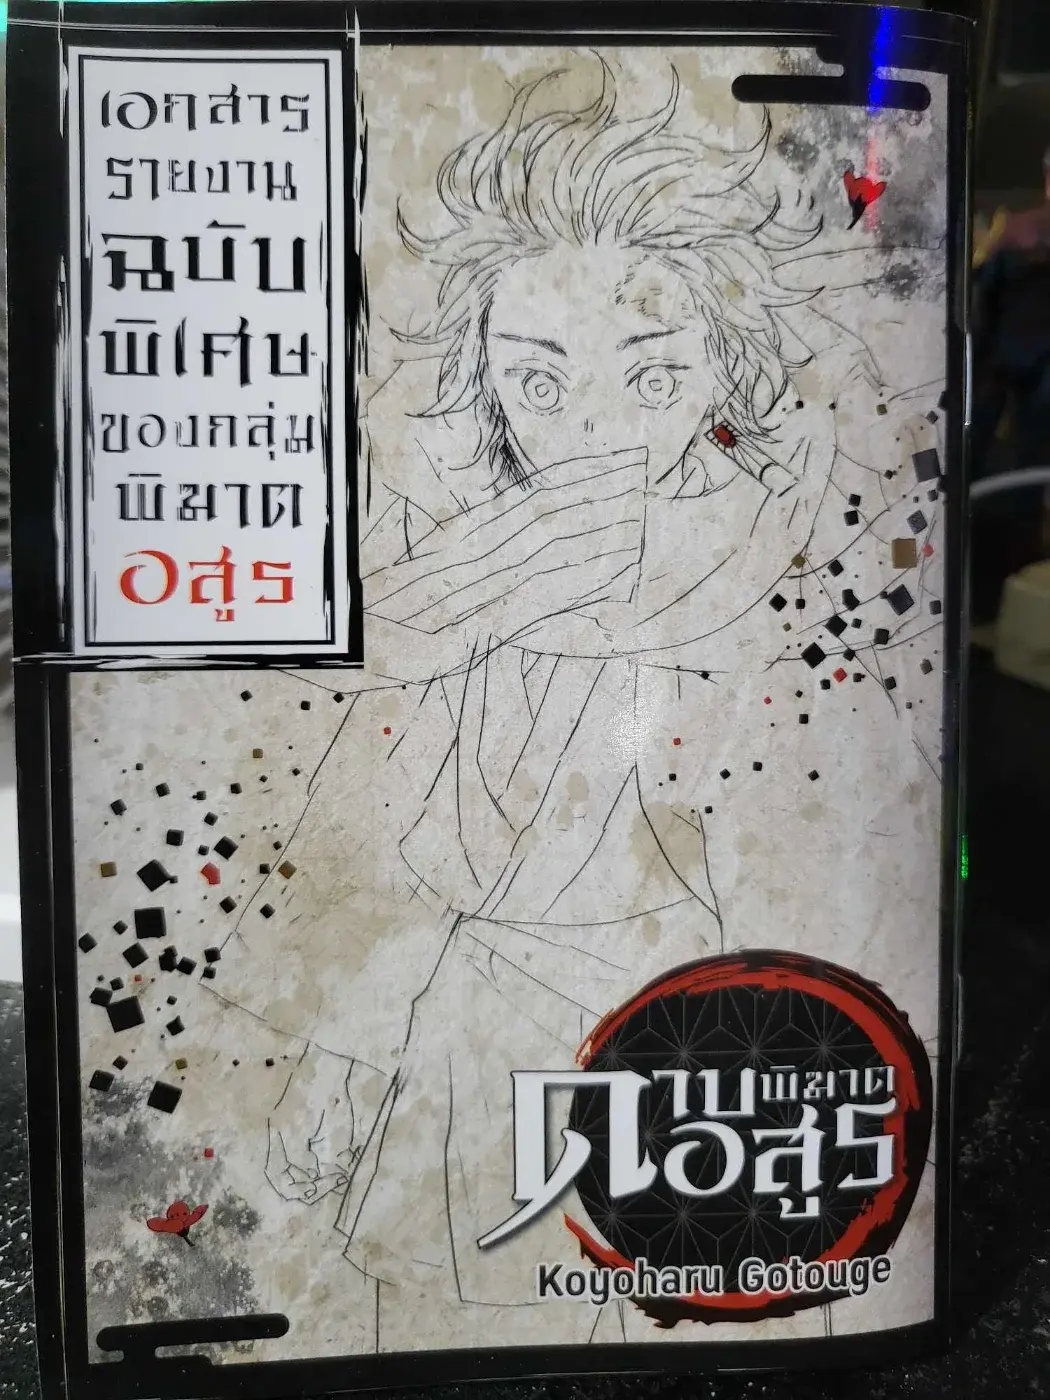 เอกสาร
รายงาน
ฉบับ
พิเศษ
ของกลุ่ม
พิฆาต
อสูร
ดาบพิฆาต
อสูร
Koyoharu Gotouge